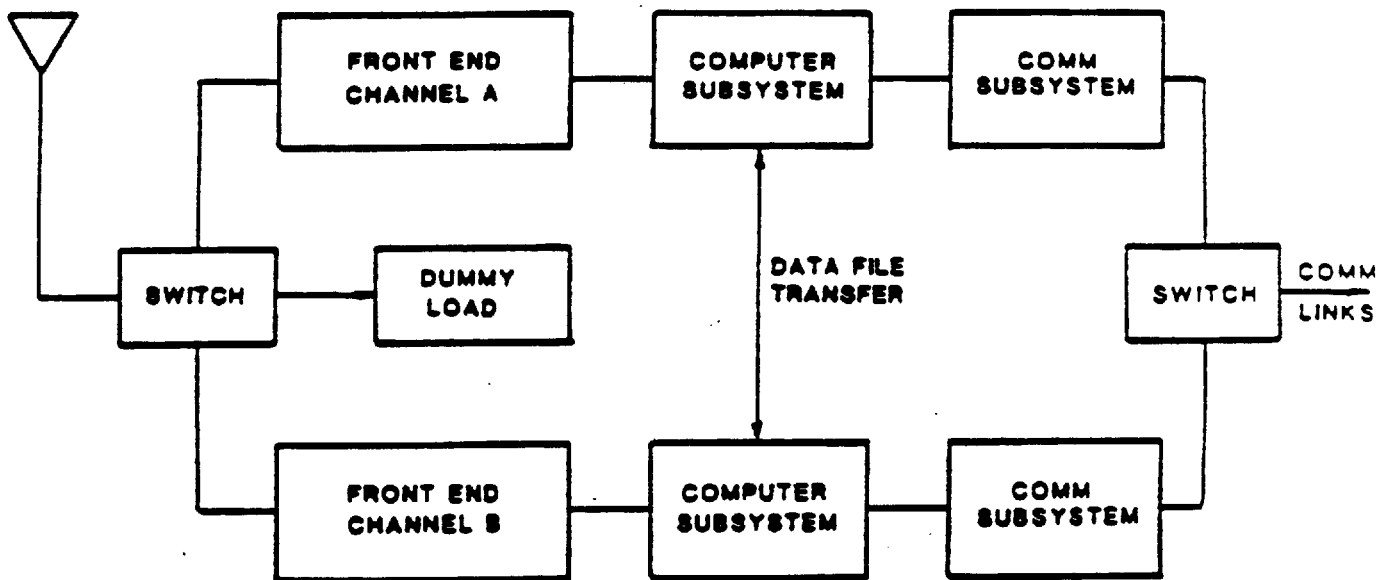 FRONT END
CHANNEL A
COMPUTER
SUBSYSTEM
COMM
SUBSYSTEM
SWITCH
DUMMY
LOAD
DATA FILE
TRANSFER
SWITCH
COMM
LINKS
FRONT END
CHANNEL B
COMPUTER
SUBSYSTEM
COMM
SUBSYSTEM